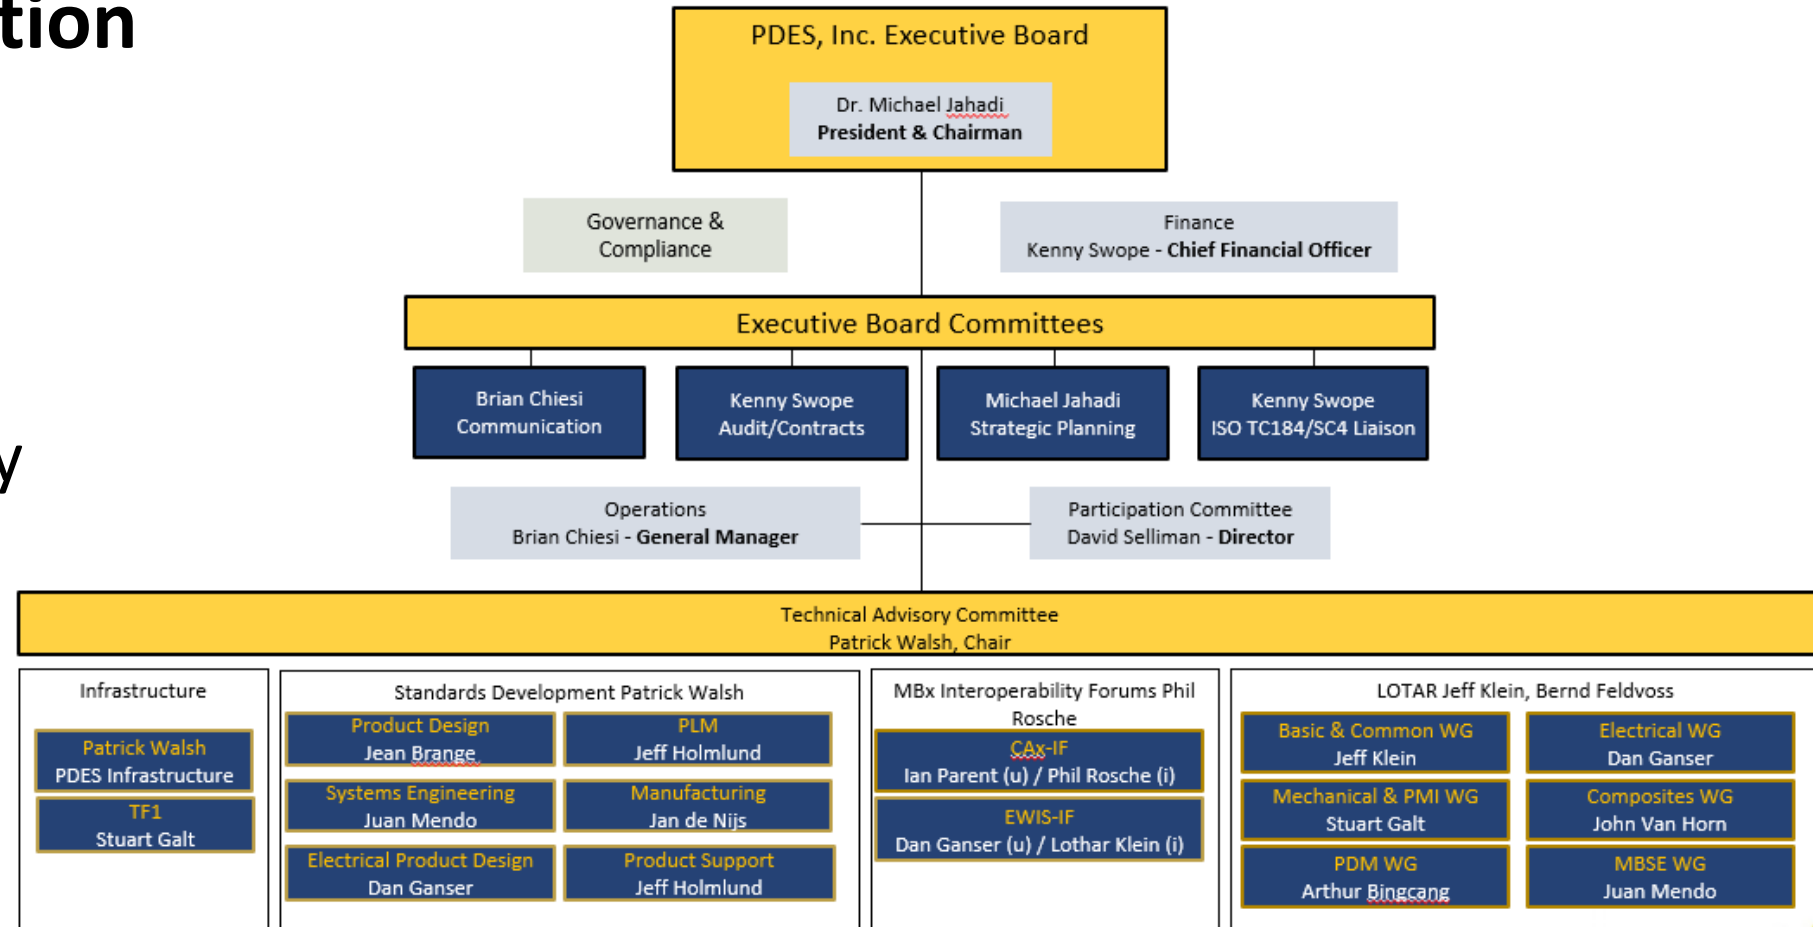 tion
PDES, Inc. Executive Board
Dr. Michael Jahadi
President & Chairman
Governance &
Compliance
Finance
Kenny Swope - Chief Financial Officer
Executive Board Committees
Brian Chiesi
Communication
Kenny Swope
Audit/Contracts
Michael Jahadi
Strategic Planning
Kenny Swope
ISO TC184/SC4 Liaison
y
Operations
Brian Chiesi - General Manager
Participation Committee
David Selliman - Director
Technical Advisory Committee
Patrick Walsh, Chair
Infrastructure
Patrick Walsh
PDES Infrastructure
TF1
Stuart Galt
Standards Development Patrick Walsh
Product Design
Jean Brange
PLM
Jeff Holmlund
Systems Engineering
Juan Mendo
Manufacturing
Jan de Nijs
Electrical Product Design
Dan Ganser
Product Support
Jeff Holmlund
MBx Interoperability Forums Phil
Rosche
CAx-IF
Ian Parent (u) / Phil Rosche (i)
EWIS-IF
Dan Ganser (u) / Lothar Klein (i)
LOTAR Jeff Klein, Bernd Feldvoss
Basic & Common WG
Jeff Klein
Electrical WG
Dan Ganser
Mechanical & PMI WG
Stuart Galt
Composites WG
John Van Horn
PDM WG
Arthur Bingcang
MBSE WG
Juan Mendo